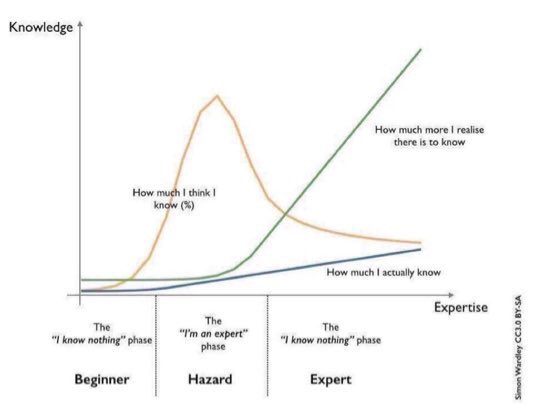 Knowledge
How much more I realise
there is to know
How much I think I
know (%)
How much I actually know
Expertise
The
"I know nothing" phase
The
"I'm an expert"
phase
The
"I know nothing" phase
Beginner
Hazard
Expert
Simon Wardley CC3.0 BY-SA